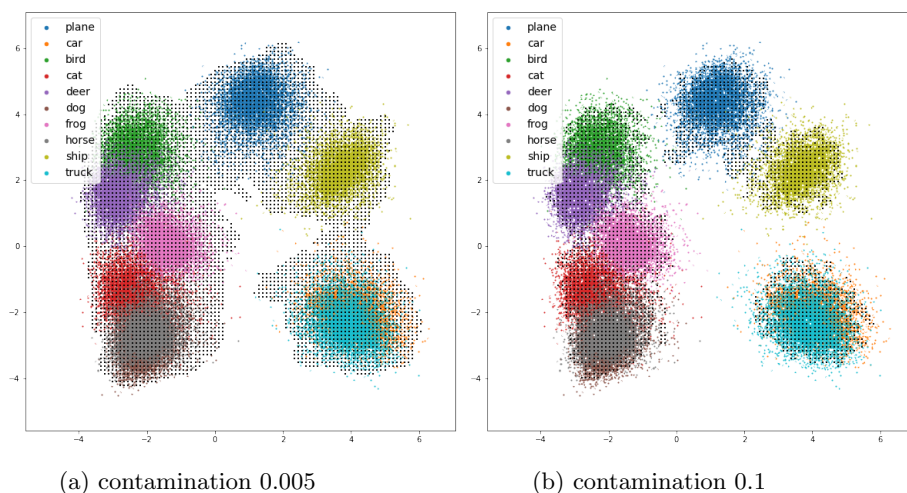 plane
car
bird
cat
deer
dog
frog
horse
ship
truck
6
4
2
0
−2
−4
−4
−2
0
2
4
6
(a) contamination 0.005
plane
car
bird
cat
deer
dog
frog
horse
ship
truck
6
4
2
0
−2
−4
−4
−2
0
2
4
6
(b) contamination 0.1